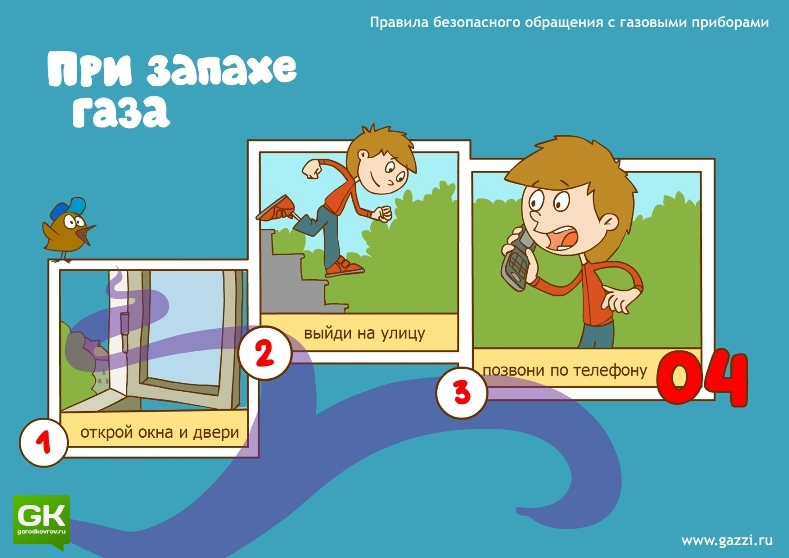 Правила безопасного обращения с газовыми приборами
При запахе
газа
1
открой окна и двери
2
выйди на улицу
3
позвони по телефону 04
GK
gorodkovrov.ru
www.gazzi.ru